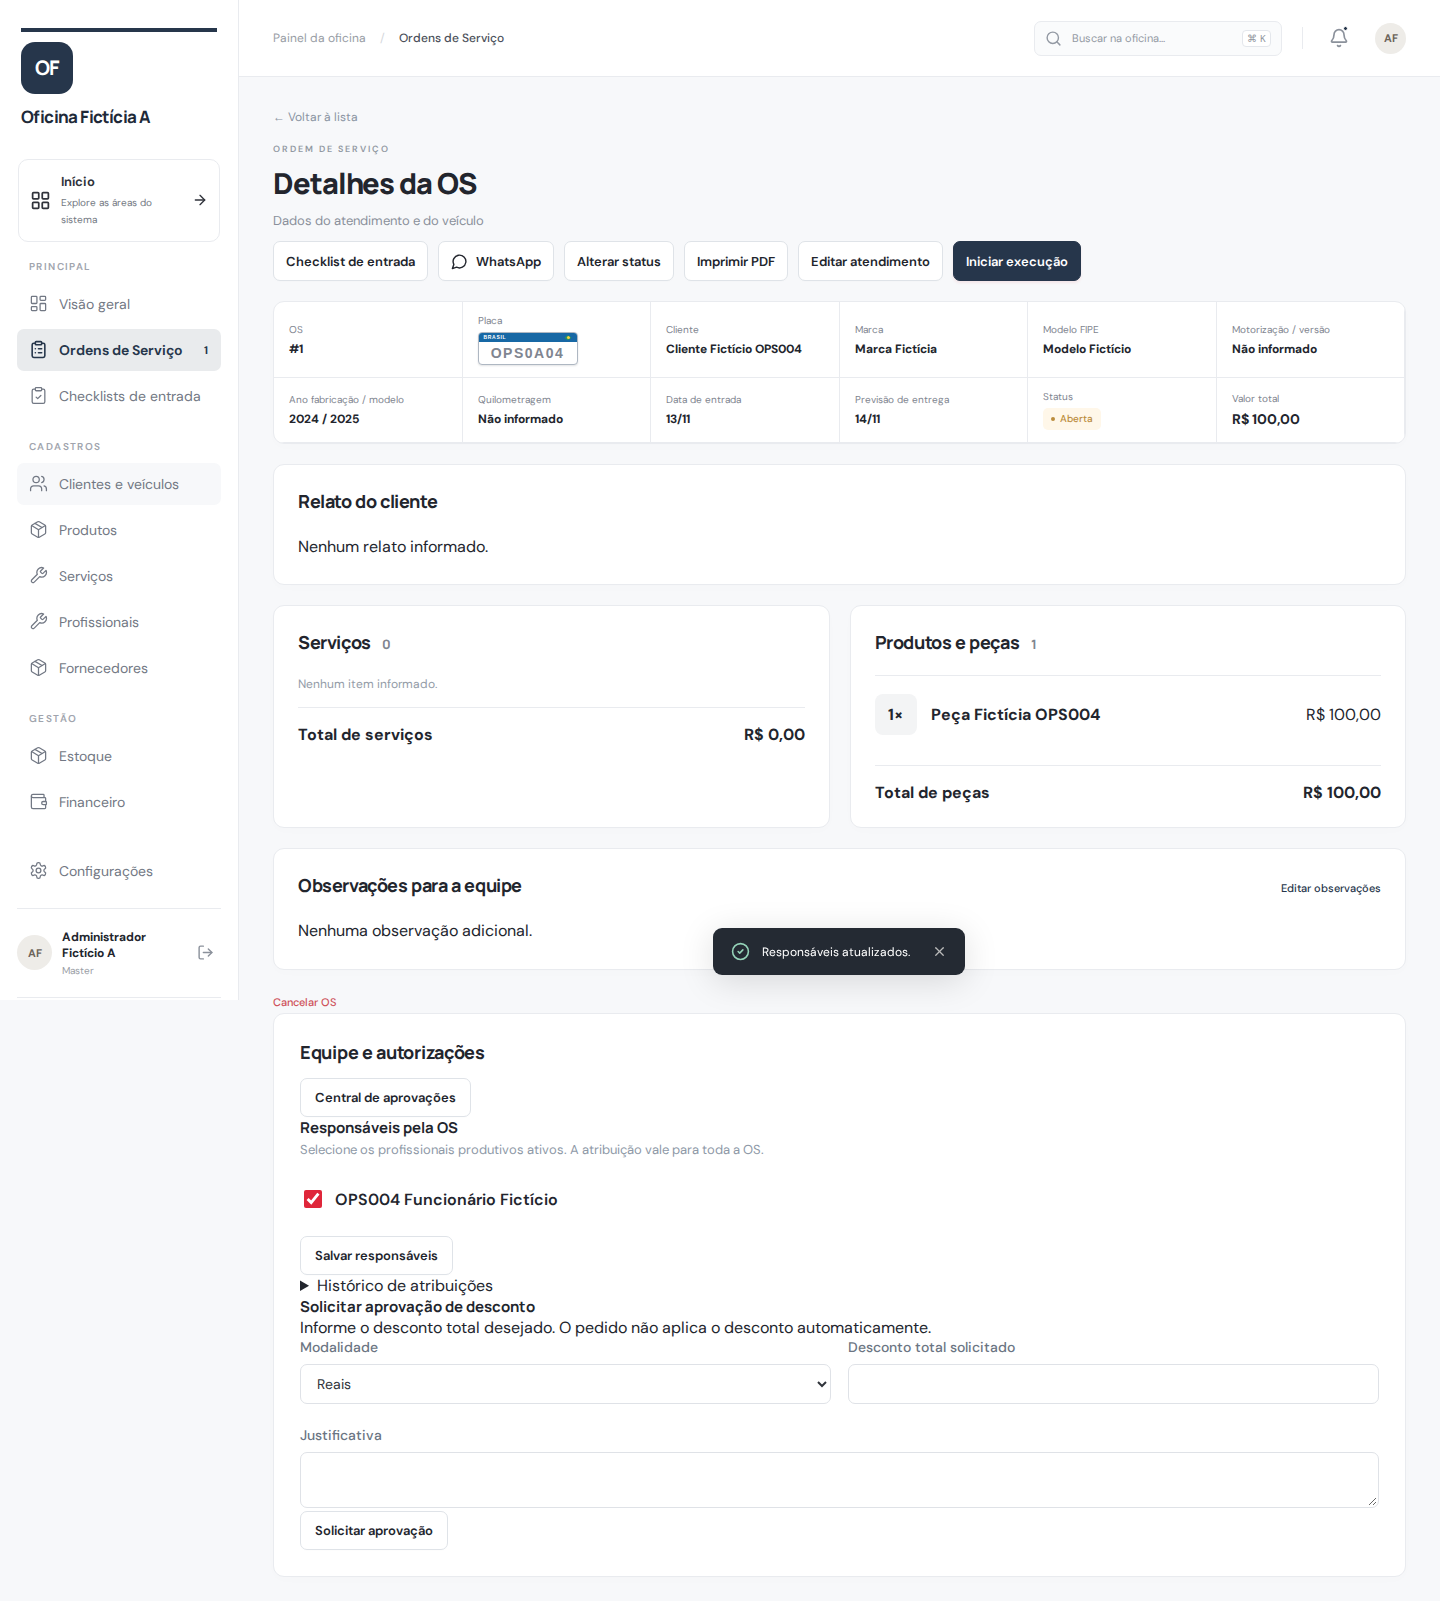 OF
Oficina Fictícia A
Início
Explore as áreas do
sistema
PRINCIPAL
Visão geral
Ordens de Serviço 1
Checklists de entrada
CADASTROS
Clientes e veículos
Produtos
Serviços
Profissionais
Fornecedores
GESTÃO
Estoque
Financeiro
Configurações
AF
Administrador
Fictício A
Master
Painel da oficina / Ordens de Serviço
Buscar na oficina... ⌘ K
AF
← Voltar à lista
ORDEM DE SERVIÇO
Detalhes da OS
Dados do atendimento e do veículo
Checklist de entrada WhatsApp Alterar status Imprimir PDF Editar atendimento Iniciar execução
OS
#1
Placa
BRASIL
OPS0A04
Cliente
Cliente Fictício OPS004
Marca
Marca Fictícia
Modelo FIPE
Modelo Fictício
Motorização / versão
Não informado
Ano fabricação / modelo
2024 / 2025
Quilometragem
Não informado
Data de entrada
13/11
Previsão de entrega
14/11
Status
Aberta
Valor total
R$ 100,00
Relato do cliente
Nenhum relato informado.
Serviços 0
Nenhum item informado.
Total de serviços R$ 0,00
Produtos e peças 1
1× Peça Fictícia OPS004 R$ 100,00
Total de peças R$ 100,00
Observações para a equipe
Editar observações
Nenhuma observação adicional.
Responsáveis atualizados.
Cancelar OS
Equipe e autorizações
Central de aprovações
Responsáveis pela OS
Selecione os profissionais produtivos ativos. A atribuição vale para toda a OS.
OPS004 Funcionário Fictício
Salvar responsáveis
Histórico de atribuições
Solicitar aprovação de desconto
Informe o desconto total desejado. O pedido não aplica o desconto automaticamente.
Modalidade
Reais
Desconto total solicitado
Justificativa
Solicitar aprovação